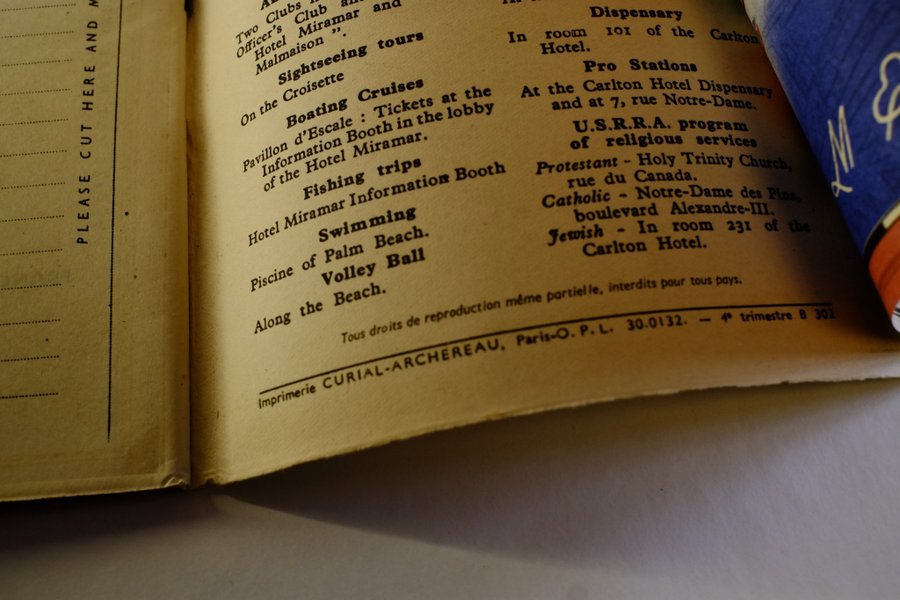 PLEASE CUT HERE AND
Two Clubs
Officer's Club and
Hotel Miramar and
Malmaison ".
Sightseeing tours
On the Croisette
Boating Cruises
Pavillon d'Escale : Tickets at the
Information Booth in the lobby
of the Hotel Miramar.
Fishing trips
Hotel Miramar Information Booth
Swimming
Piscine of Palm Beach.
Volley Ball
Along the Beach.
Dispensary
In room 101 of the Carlton
Hotel.
Pro Stations
At the Carlton Hotel Dispensary
and at 7, rue Notre-Dame.
U.S.R.R.A. program
of religious services
Protestant - Holy Trinity Church,
rue du Canada.
Catholic - Notre-Dame des Pins,
boulevard Alexandre-III.
Jewish - In room 231 of the
Carlton Hotel.
Tous droits de reproduction même partielle, interdits pour tous pays.
Imprimerie CURIAL-ARCHEREAU, Paris-O. P. L. 30.0132. — 4e trimestre B 302
M